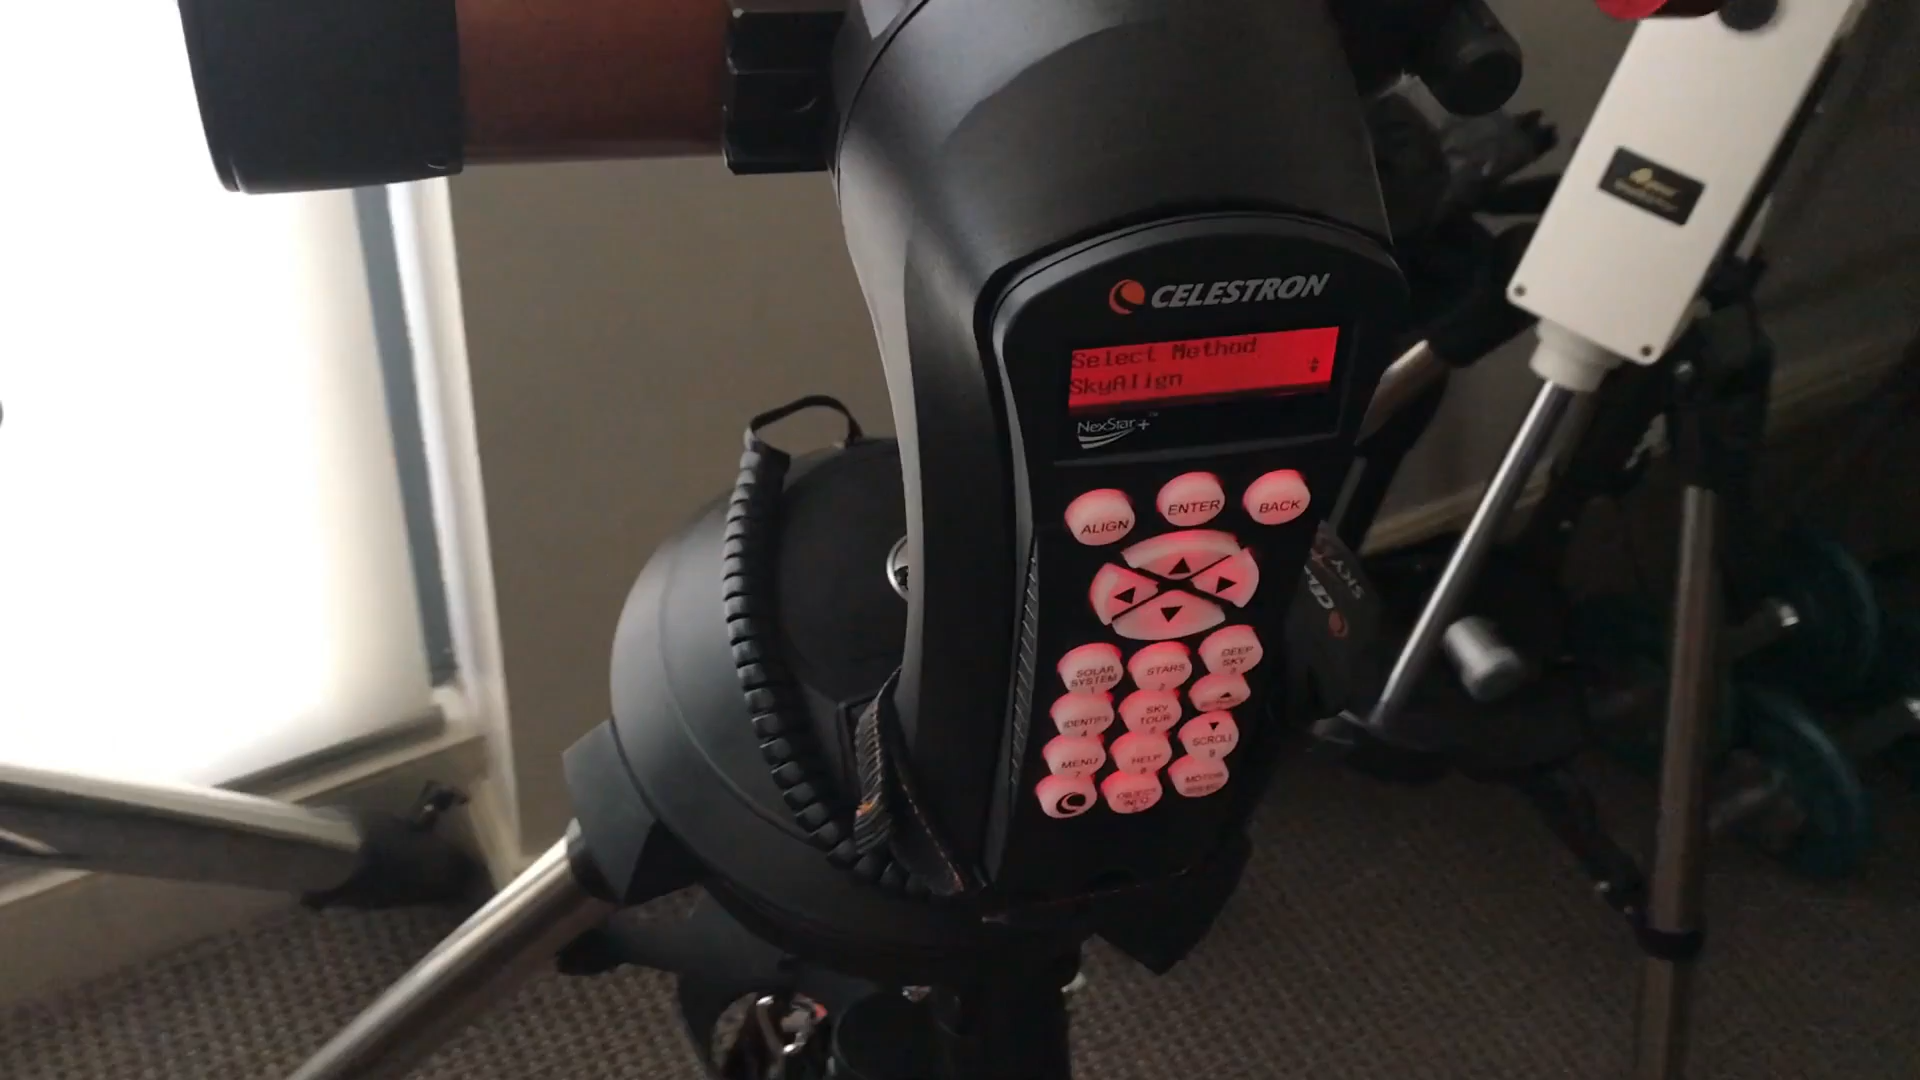 CELESTRON
Select Method
SkyAlign
NexStar+
ALIGN
ENTER
BACK
SOLAR SYSTEM 1
STARS 2
DEEP SKY 3
IDENTIFY 4
SKY TOUR 5
MENU 7
HELP 8
SCROLL 9
OBJECT INFO
MOTOR
SKY